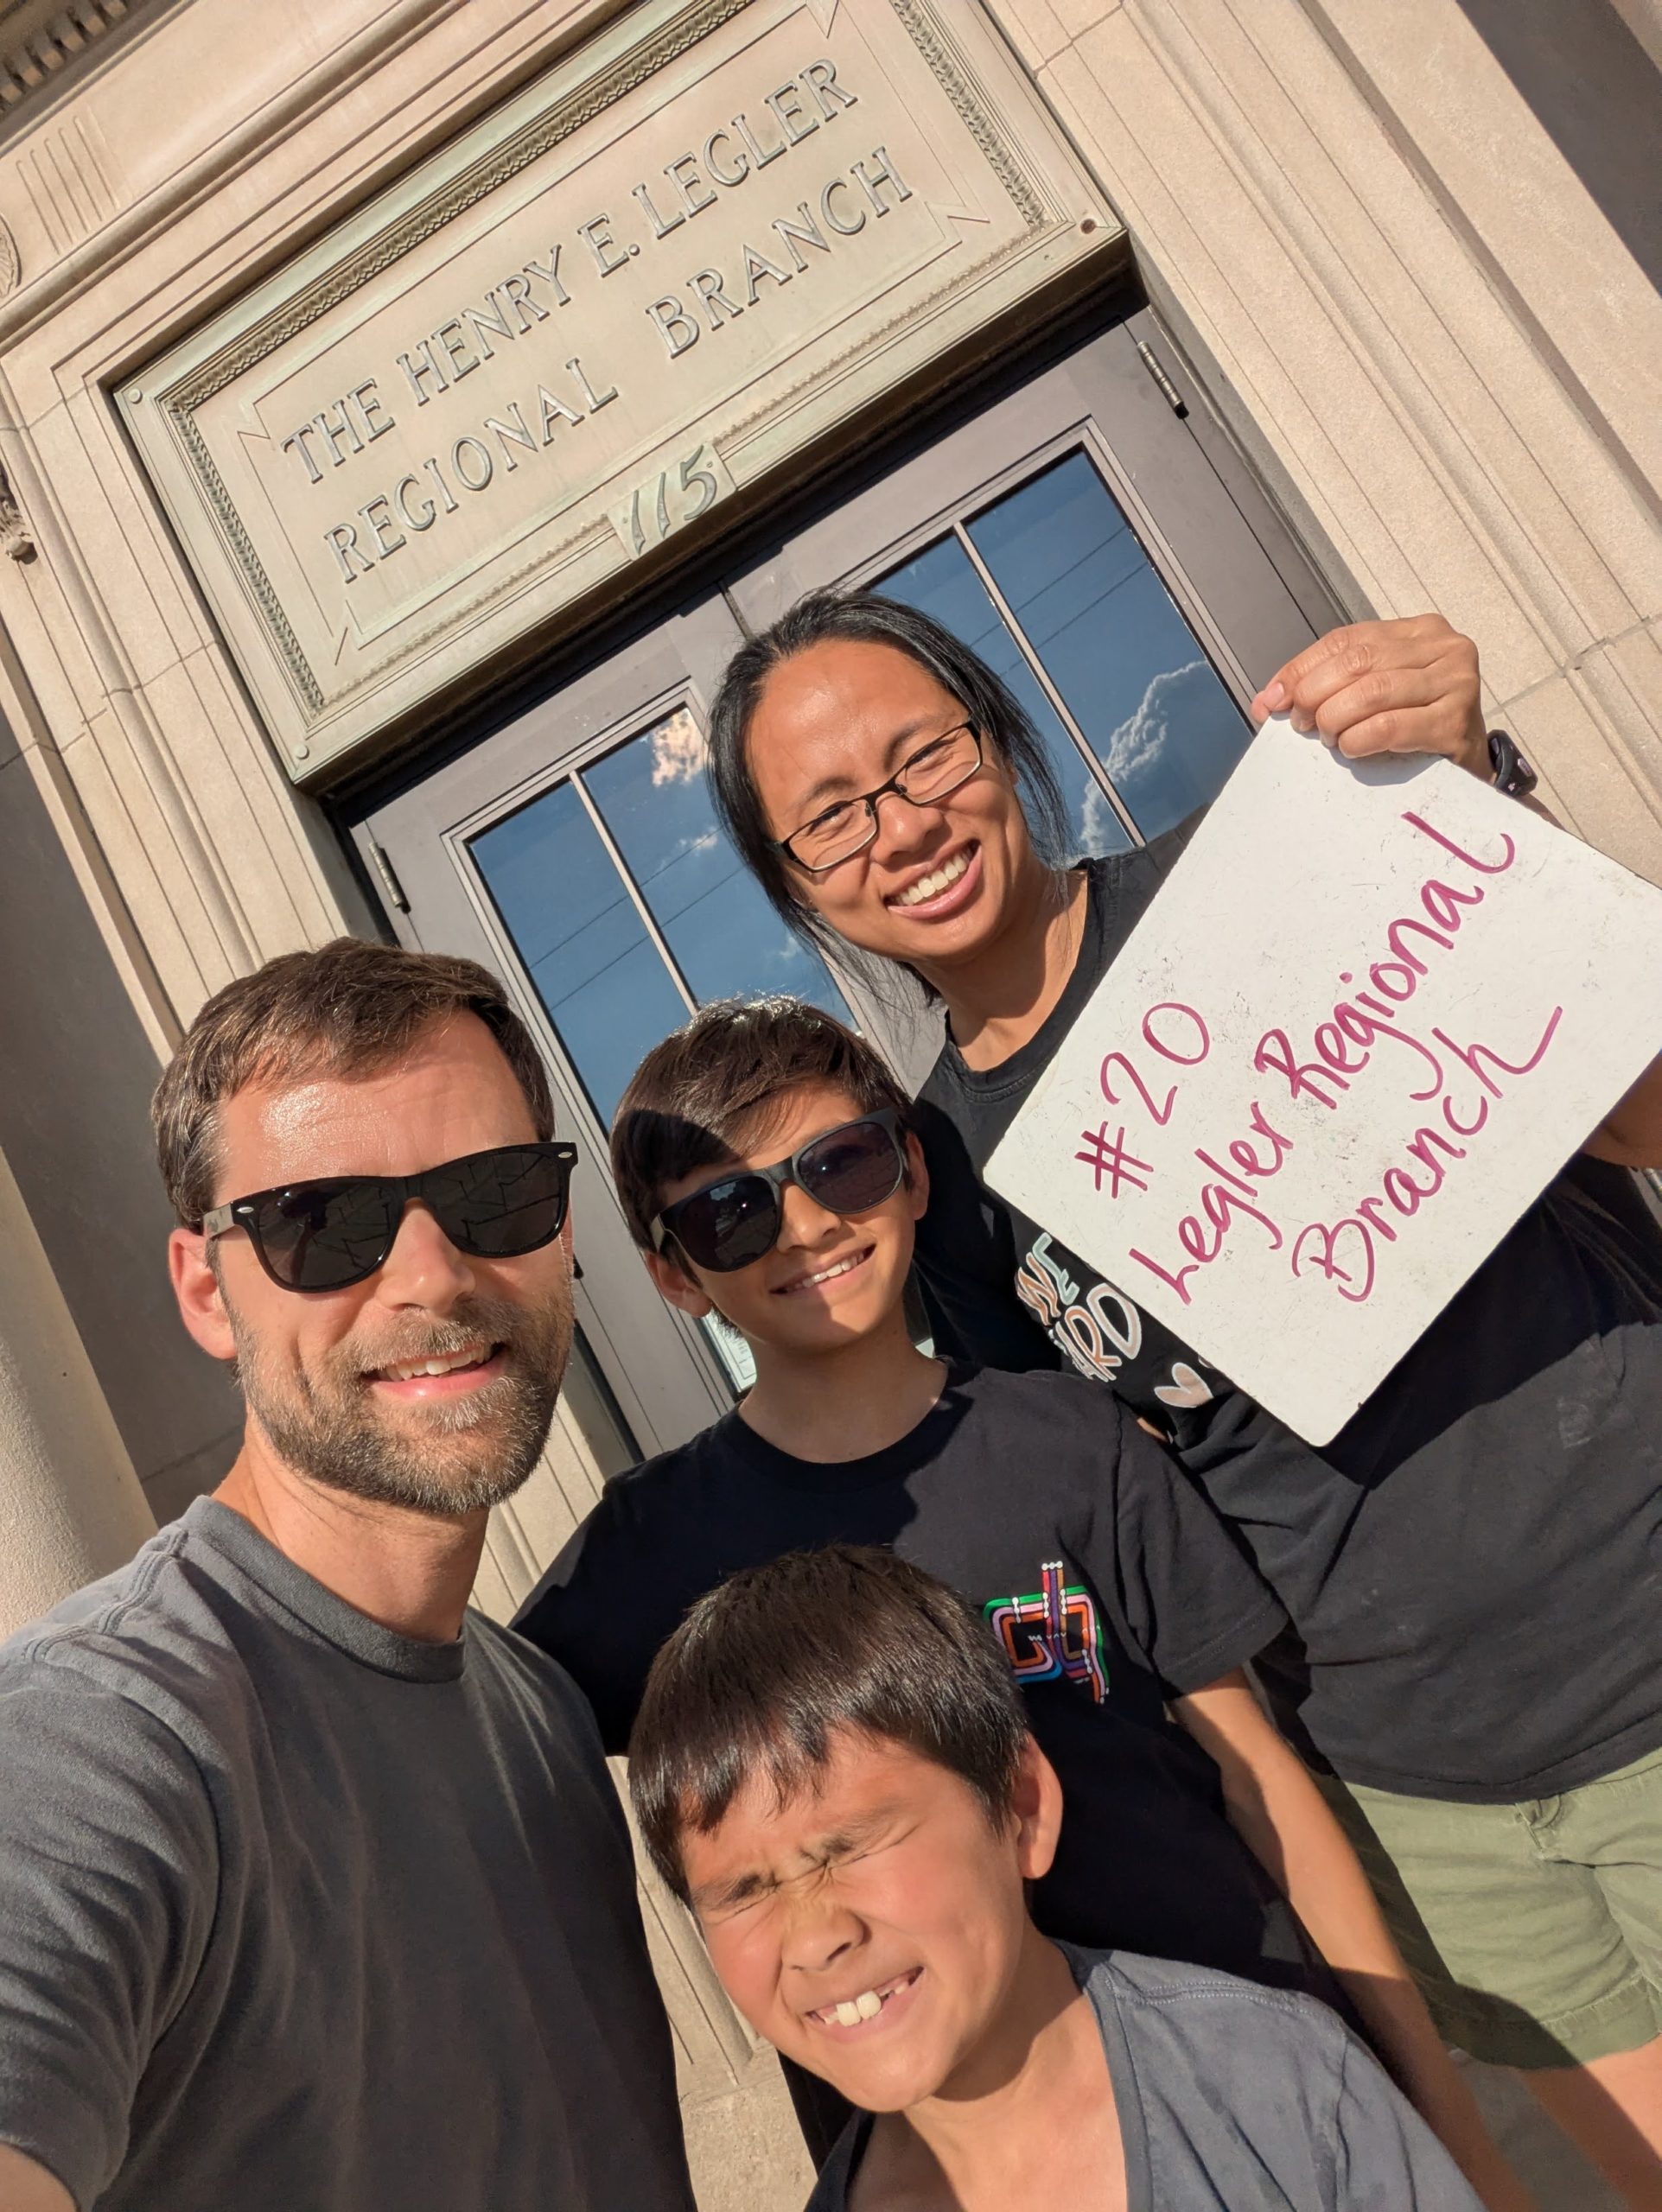 THE HENRY E. LEGLER
REGIONAL BRANCH
115
#20
Legler Regional
Branch